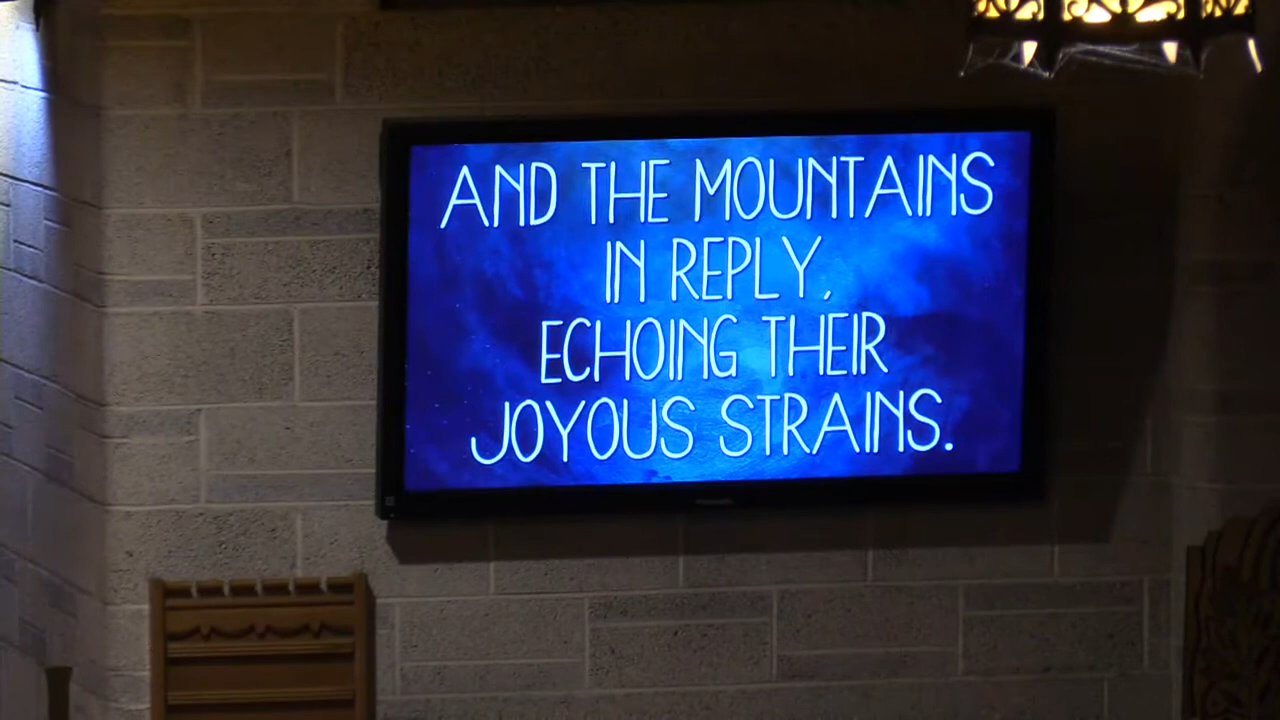 AND THE MOUNTAINS
IN REPLY,
ECHOING THEIR
JOYOUS STRAINS.